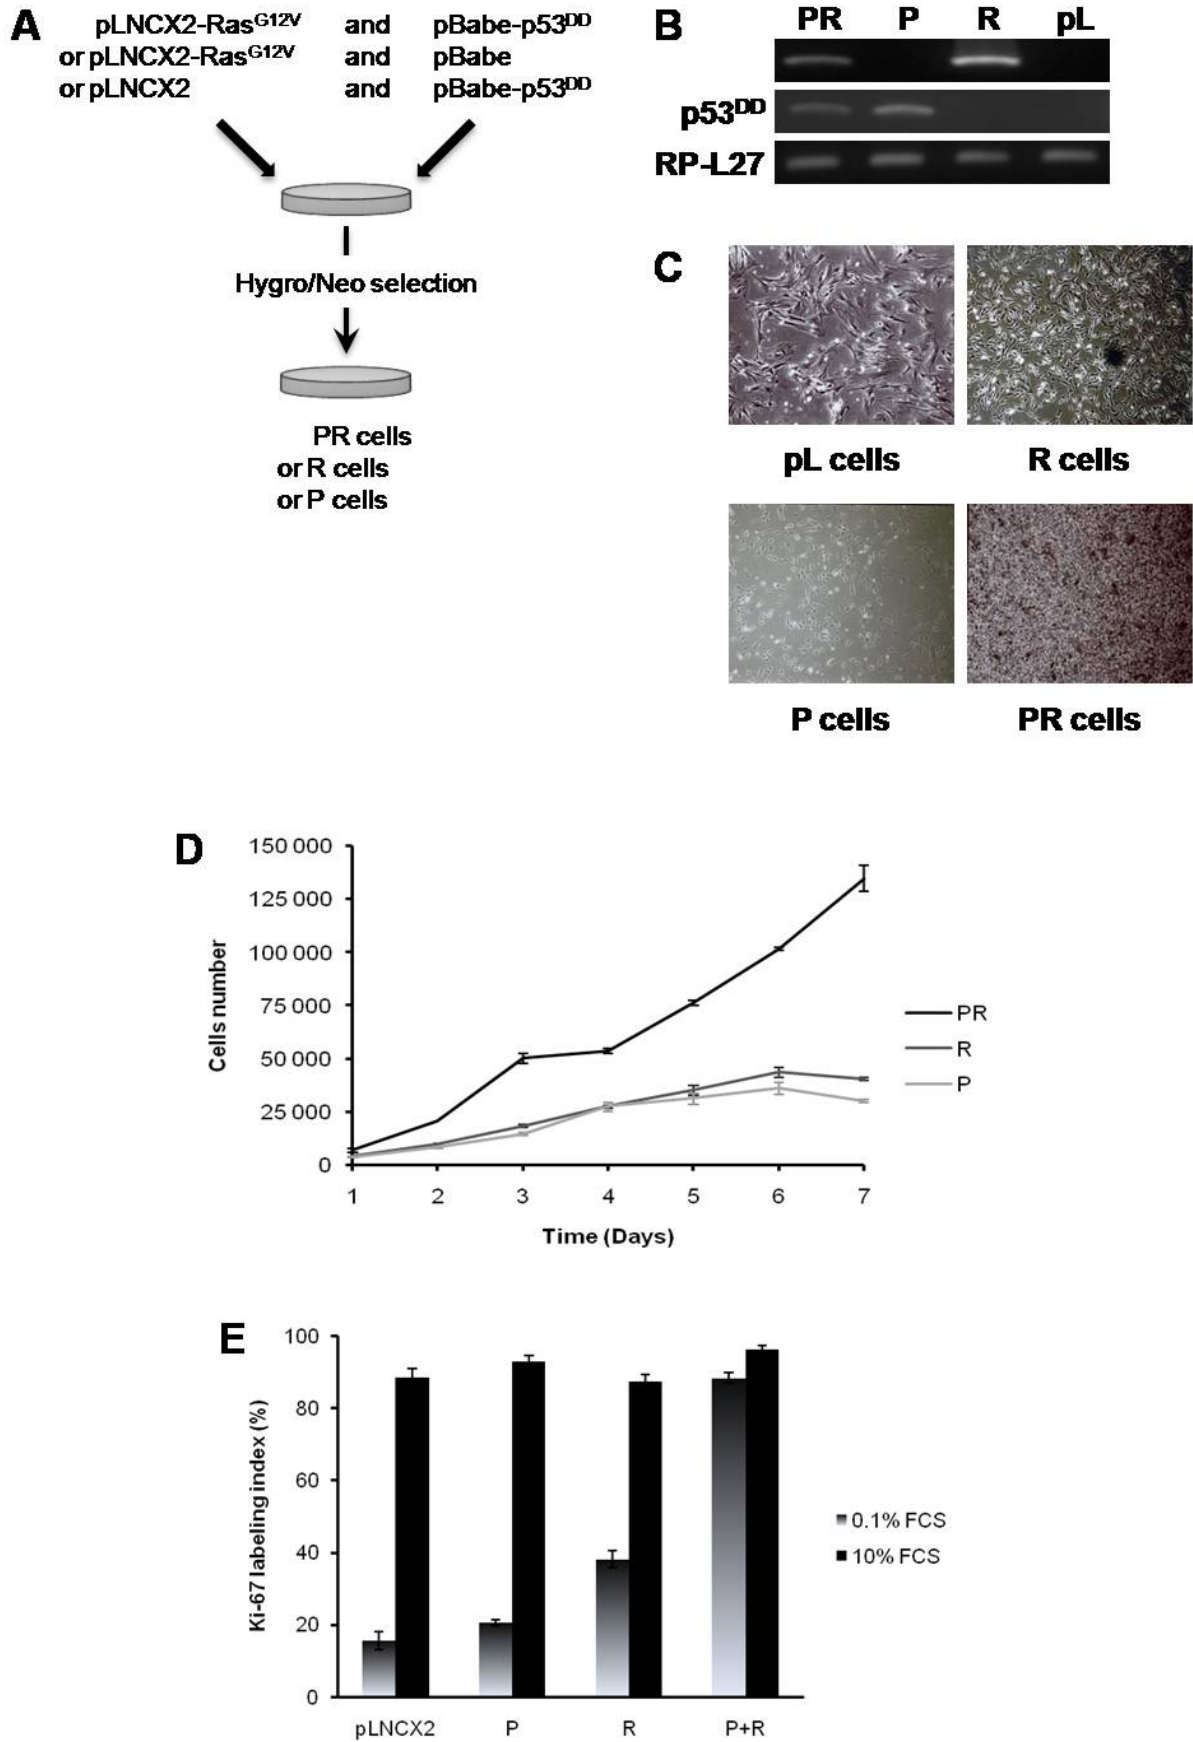 A
pLNCX2-RasG12V and pBabe-p53DD
or pLNCX2-RasG12V and pBabe
or pLNCX2 and pBabe-p53DD
Hygro/Neo selection
PR cells
or R cells
or P cells
B
PR P R pL
p53DD
RP-L27
C
pL cells R cells
P cells PR cells
D
150 000
125 000
100 000
75 000
50 000
25 000
0
Cells number
1 2 3 4 5 6 7
Time (Days)
PR
R
P
E
100
80
60
40
20
0
Ki-67 labeling index (%)
pLNCX2 P R P+R
0.1% FCS
10% FCS